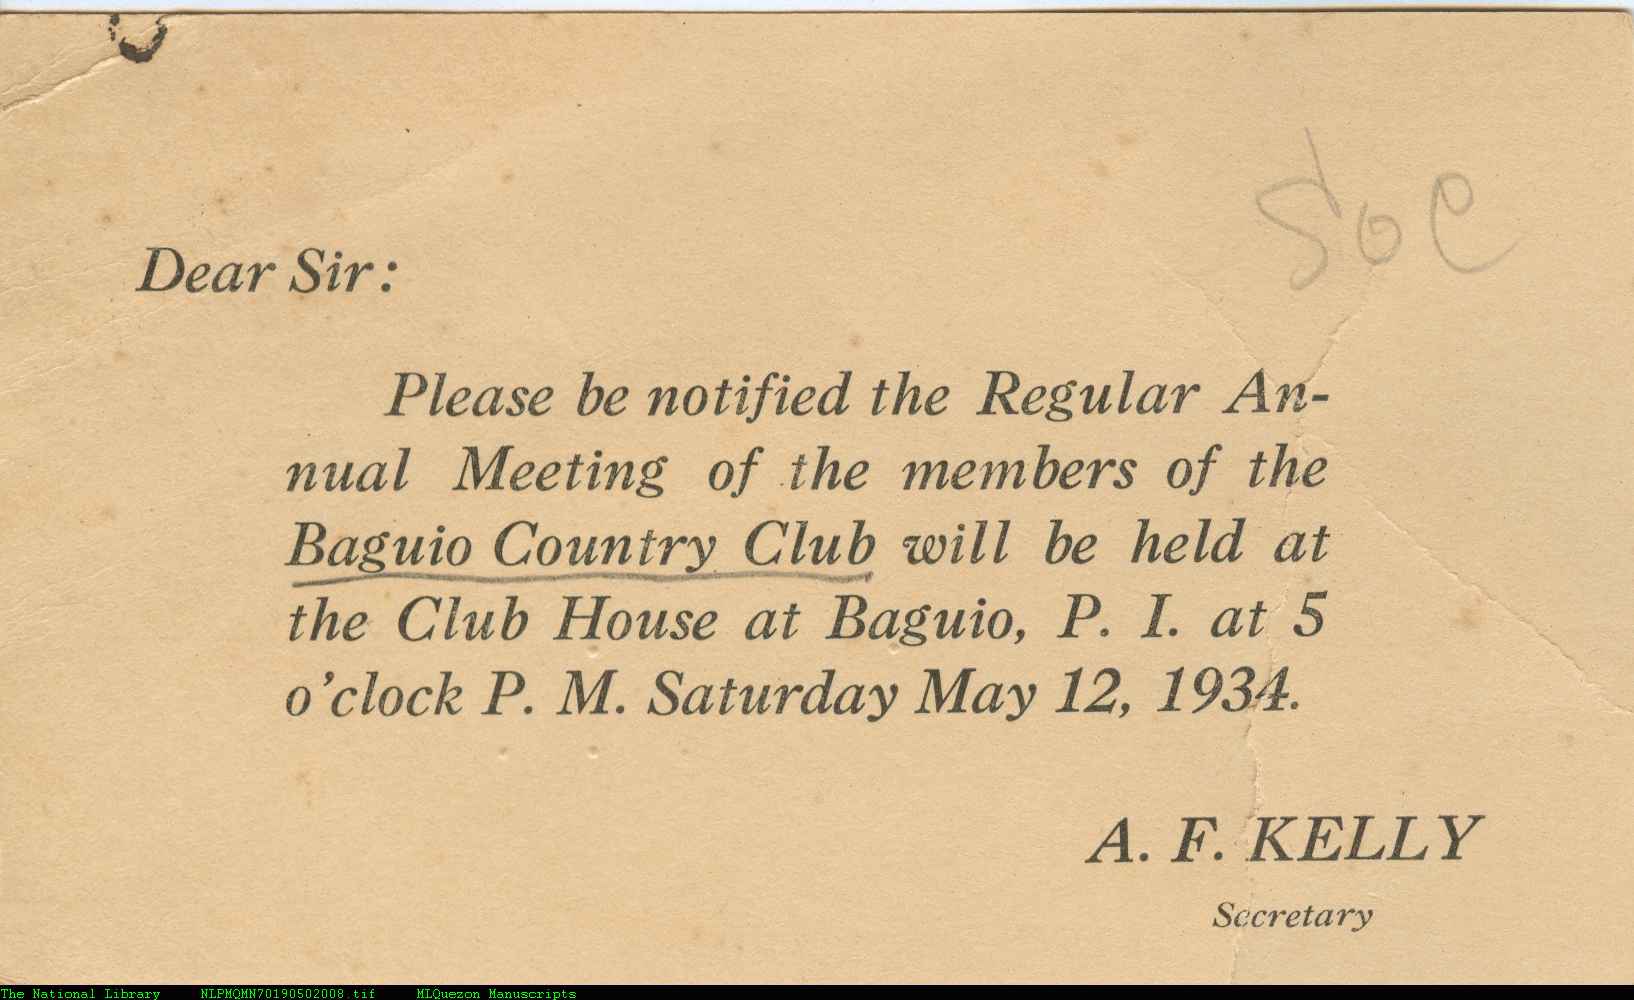 Soc
Dear Sir:
Please be notified the Regular An-
nual Meeting of the members of the
Baguio Country Club will be held at
the Club House at Baguio, P. I. at 5
o'clock P. M. Saturday May 12, 1934.
A. F. KELLY
Secretary
The National Library NLPMQMN70190502008.tif MLQuezon Manuscripts